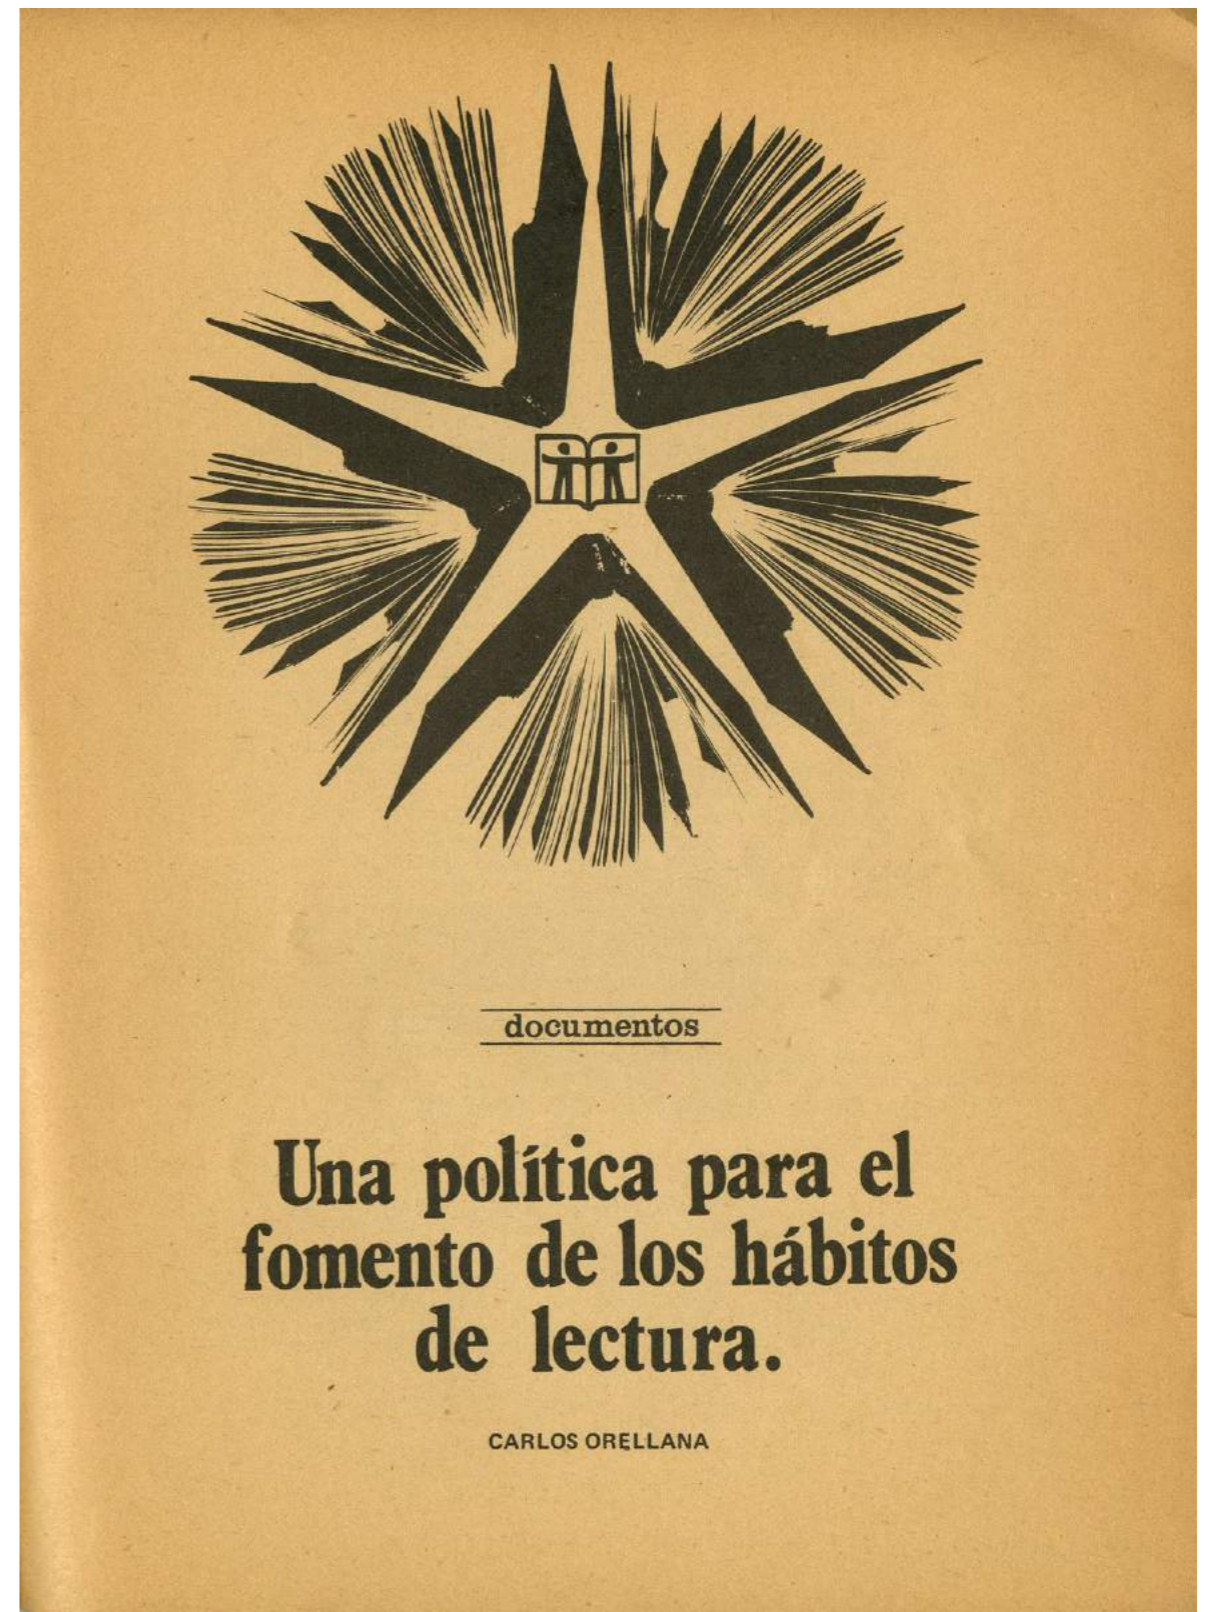 documentos
Una política para el
fomento de los hábitos
de lectura.
CARLOS ORELLANA